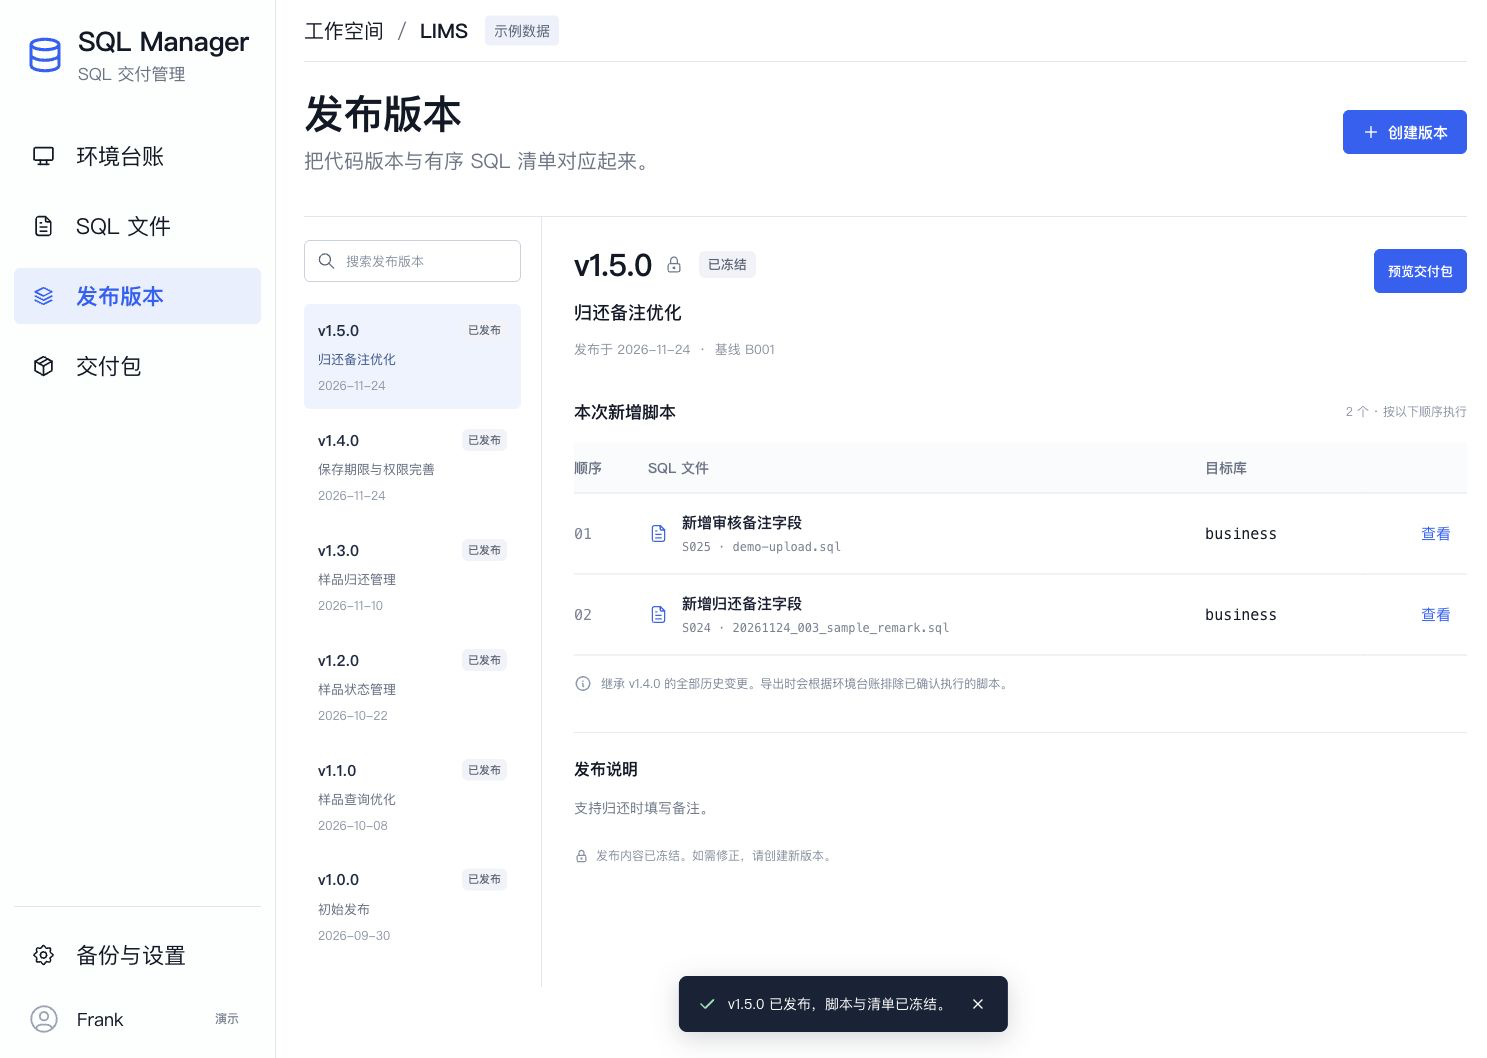 SQL Manager
SQL 交付管理
环境台账
SQL 文件
发布版本
交付包
备份与设置
Frank
演示
工作空间 / LIMS 示例数据
发布版本
把代码版本与有序 SQL 清单对应起来。
创建版本
搜索发布版本
v1.5.0 已发布
归还备注优化
2026-11-24
v1.4.0 已发布
保存期限与权限完善
2026-11-24
v1.3.0 已发布
样品归还管理
2026-11-10
v1.2.0 已发布
样品状态管理
2026-10-22
v1.1.0 已发布
样品查询优化
2026-10-08
v1.0.0 已发布
初始发布
2026-09-30
v1.5.0 已冻结
预览交付包
归还备注优化
发布于 2026-11-24 · 基线 B001
本次新增脚本
2 个 · 按以下顺序执行
顺序 SQL 文件 目标库
01 新增审核备注字段 business 查看
S025 · demo-upload.sql
02 新增归还备注字段 business 查看
S024 · 20261124_003_sample_remark.sql
继承 v1.4.0 的全部历史变更。导出时会根据环境台账排除已确认执行的脚本。
发布说明
支持归还时填写备注。
发布内容已冻结。如需修正，请创建新版本。
v1.5.0 已发布，脚本与清单已冻结。